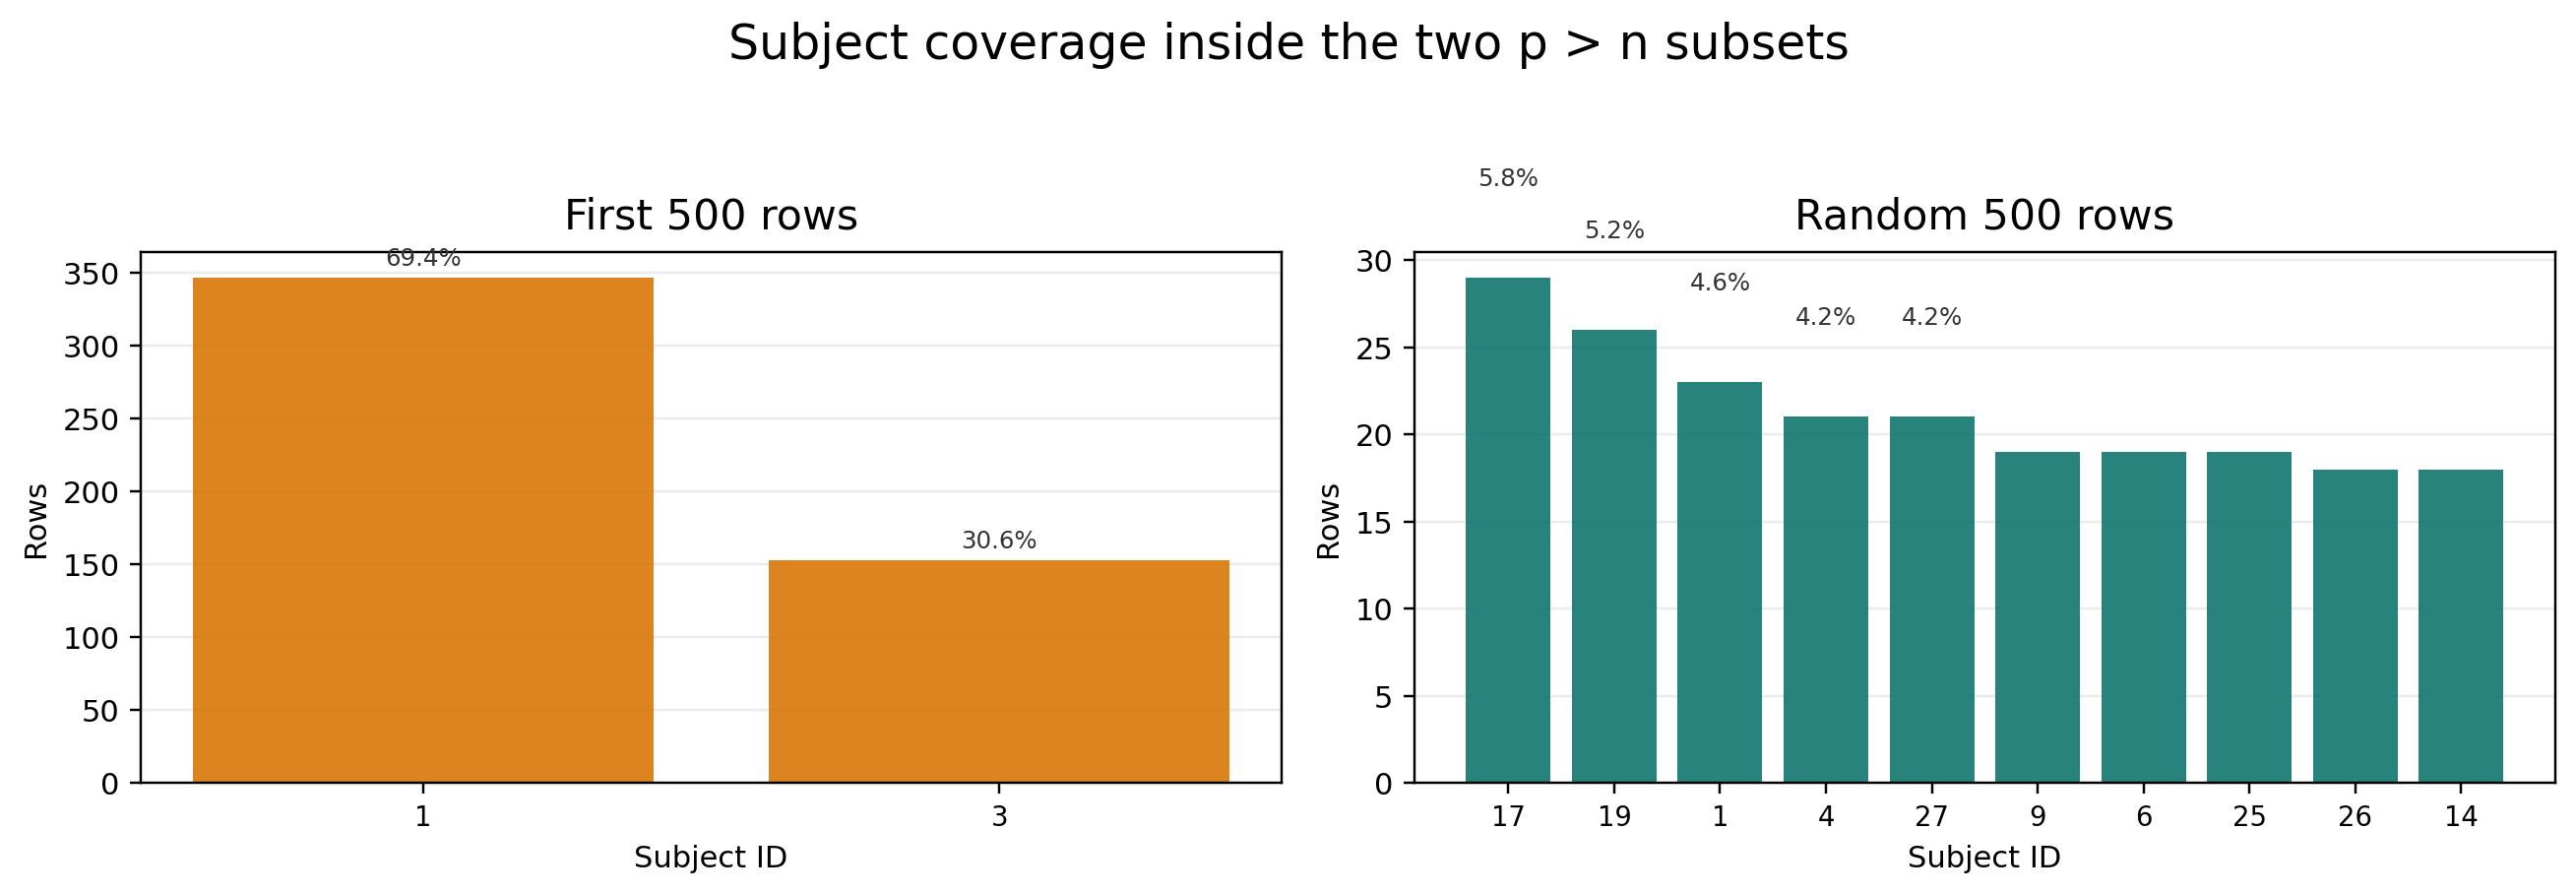 Subject coverage inside the two p > n subsets
First 500 rows
69.4%
30.6%
350
300
250
200
150
100
50
0
Rows
1 3
Subject ID
Random 500 rows
5.8%
5.2%
4.6%
4.2% 4.2%
30
25
20
15
10
5
0
Rows
17 19 1 4 27 9 6 25 26 14
Subject ID